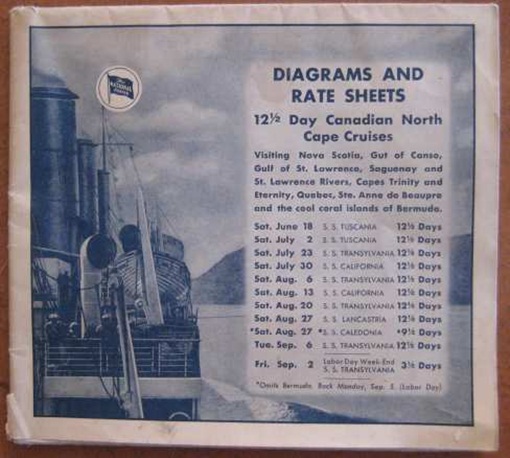 The
NATIONAL
DIAGRAMS AND
RATE SHEETS
12½ Day Canadian North
Cape Cruises
Visiting Nova Scotia, Gut of Canso,
Gulf of St. Lawrence, Saguenay and
St. Lawrence Rivers, Capes Trinity and
Eternity, Quebec, Ste. Anne de Beaupre
and the cool coral islands of Bermuda.
Sat. June 18 S. S. TUSCANIA 12½ Days
Sat. July 2 S. S. TUSCANIA 12½ Days
Sat. July 23 S. S. TRANSYLVANIA 12½ Days
Sat. July 30 S. S. CALIFORNIA 12½ Days
Sat. Aug. 6 S. S. TRANSYLVANIA 12½ Days
Sat. Aug. 13 S. S. CALIFORNIA 12½ Days
Sat. Aug. 20 S. S. TRANSYLVANIA 12½ Days
Sat. Aug. 27 S. S. LANCASTRIA 12½ Days
*Sat. Aug. 27 *S. S. CALEDONIA *9½ Days
Tue. Sep. 6 S. S. TRANSYLVANIA 12½ Days
Fri. Sep. 2 Labor Day Week-End
S. S. TRANSYLVANIA 3½ Days
*Omits Bermuda. Back Monday, Sep. 5 (Labor Day)